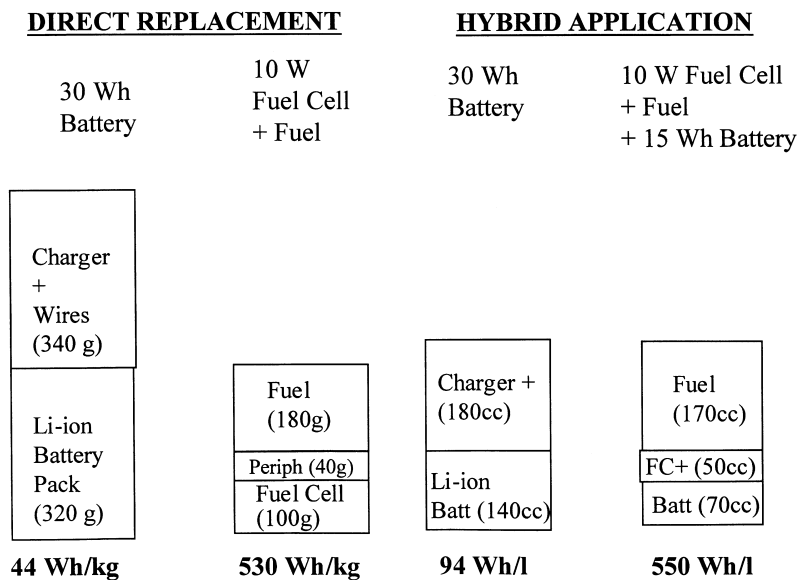 DIRECT REPLACEMENT
30 Wh
Battery
10 W
Fuel Cell
+ Fuel
Charger
+
Wires
(340 g)
Li-ion
Battery
Pack
(320 g)
Fuel
(180g)
Periph (40g)
Fuel Cell
(100g)
44 Wh/kg
530 Wh/kg
HYBRID APPLICATION
30 Wh
Battery
10 W Fuel Cell
+ Fuel
+ 15 Wh Battery
Charger +
(180cc)
Li-ion
Batt (140cc)
Fuel
(170cc)
FC+ (50cc)
Batt (70cc)
94 Wh/l
550 Wh/l